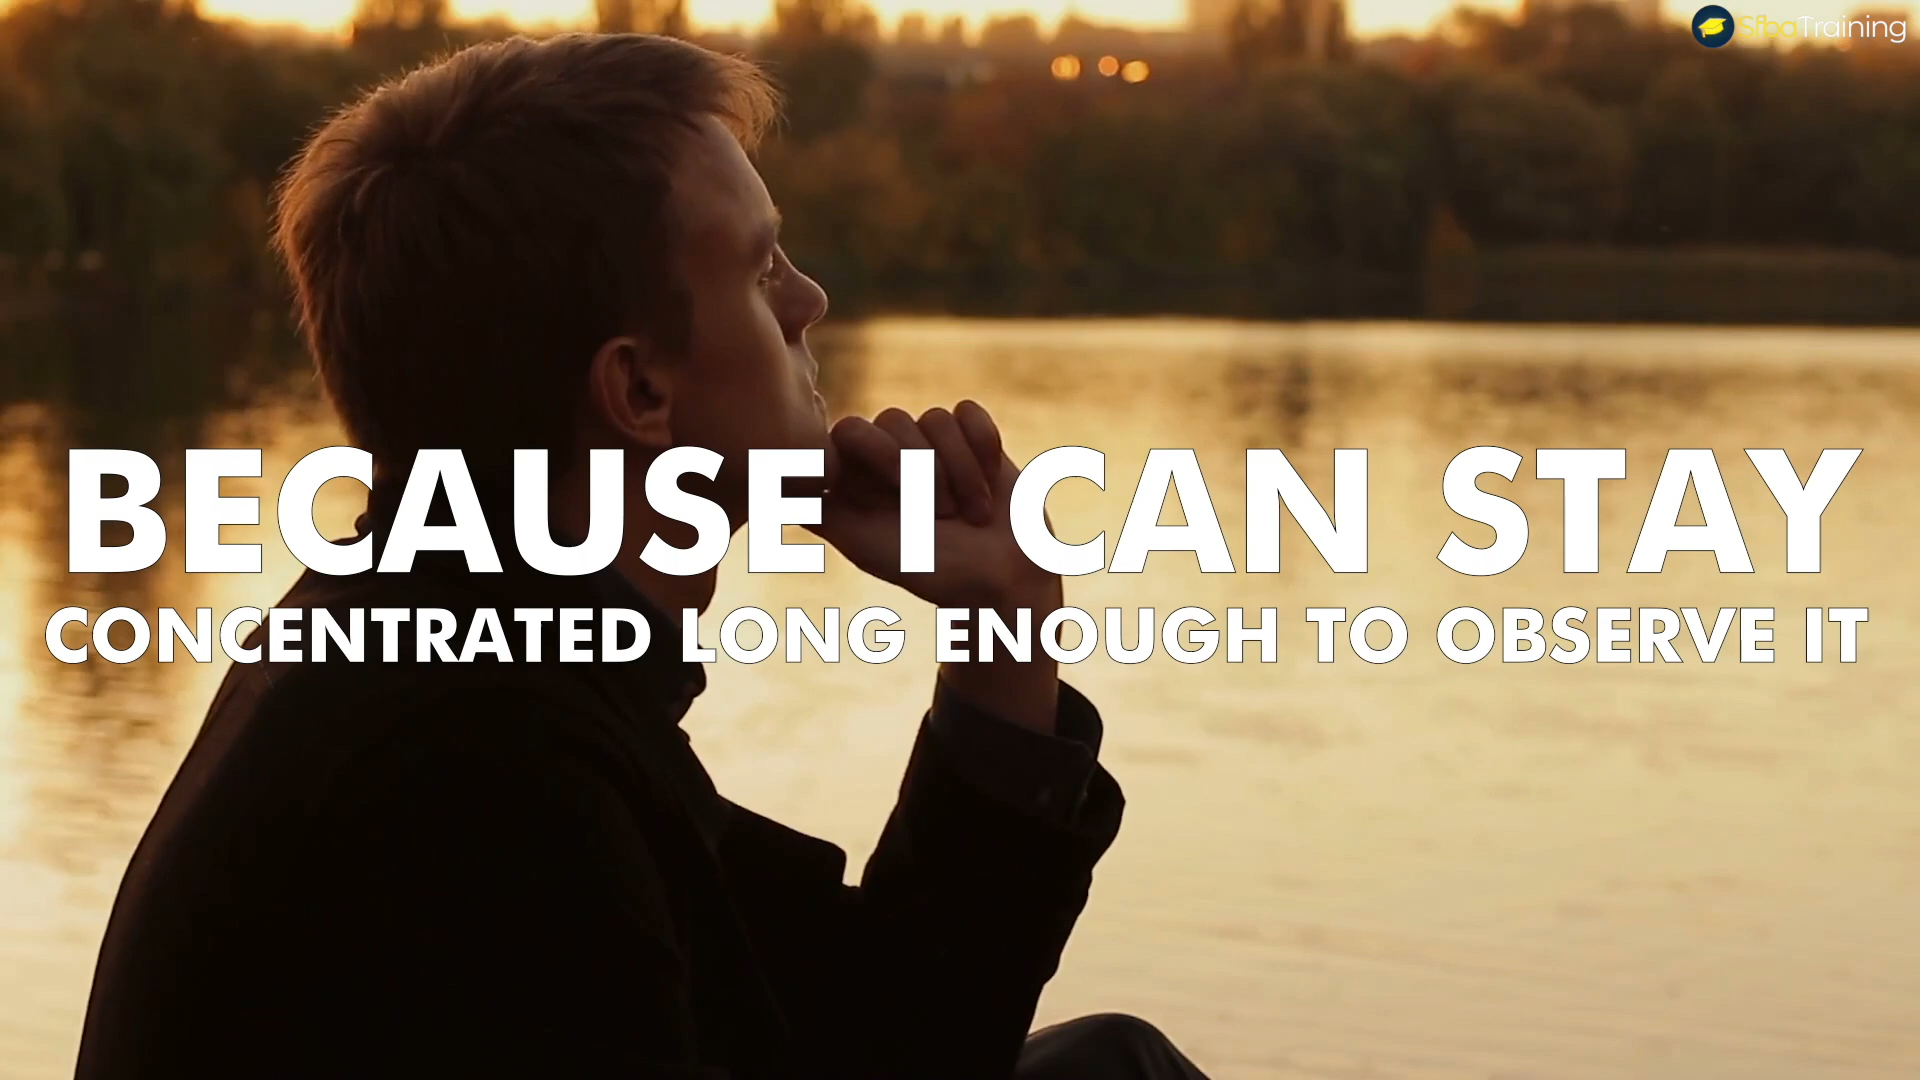 SfbaTraining
BECAUSE I CAN STAY
CONCENTRATED LONG ENOUGH TO OBSERVE IT